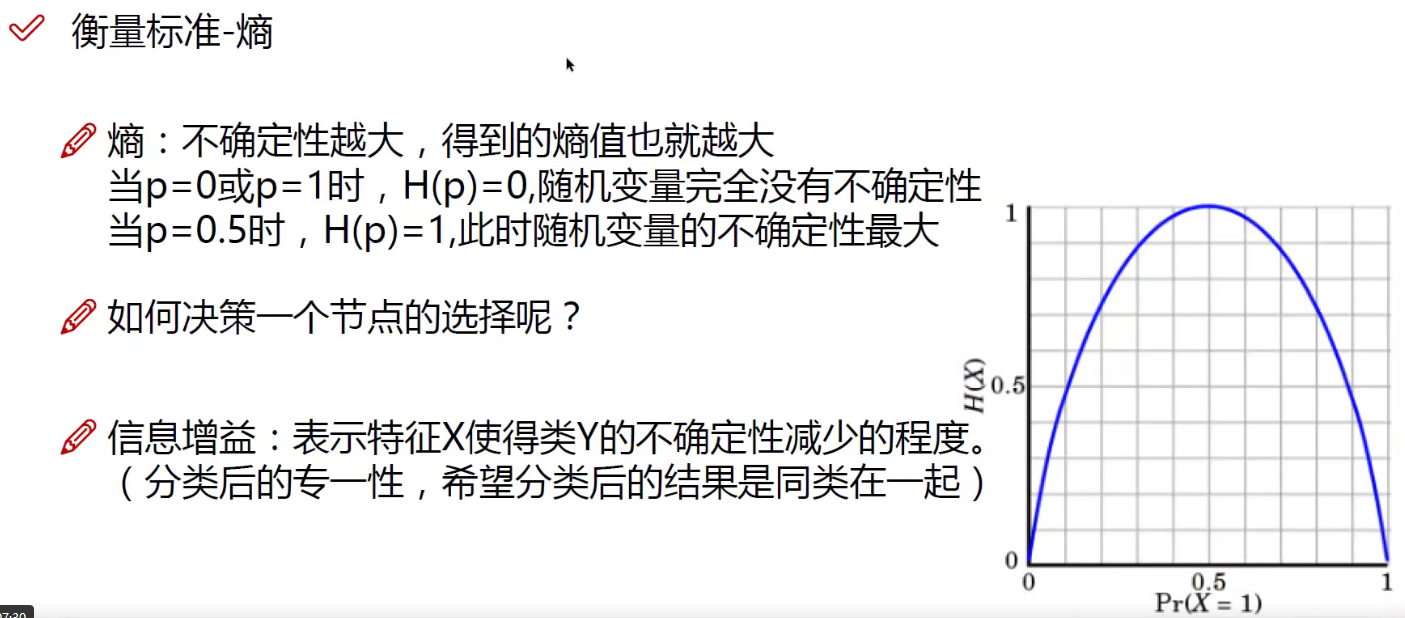 衡量标准-熵
熵：不确定性越大，得到的熵值也就越大
当p=0或p=1时，H(p)=0,随机变量完全没有不确定性
当p=0.5时，H(p)=1,此时随机变量的不确定性最大
如何决策一个节点的选择呢？
信息增益：表示特征X使得类Y的不确定性减少的程度。
（分类后的专一性，希望分类后的结果是同类在一起）
1
H(X)
0.5
0
0
0.5
1
Pr(X = 1)